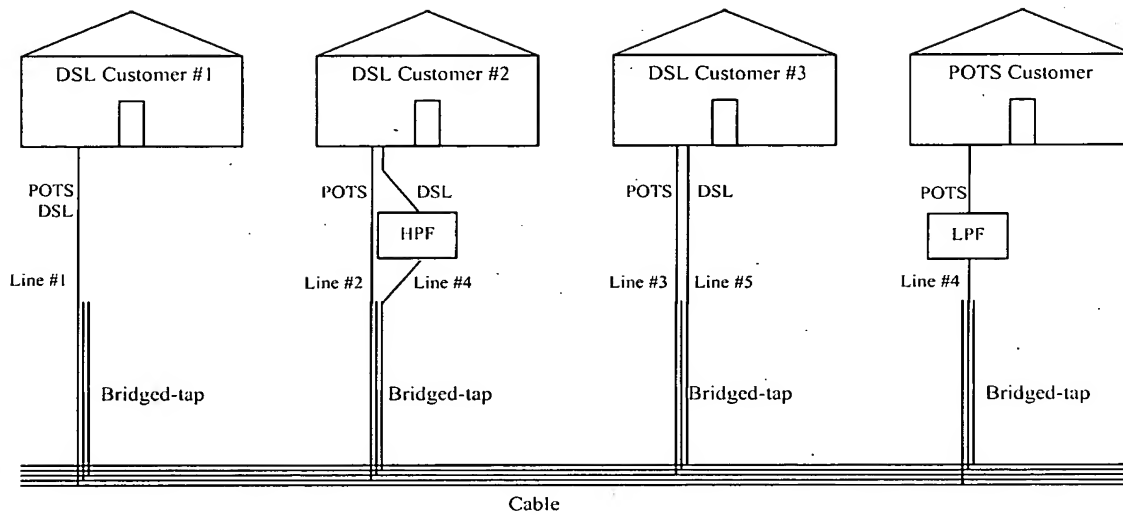 DSL Customer #1 DSL Customer #2 DSL Customer #3 POTS Customer
POTS POTS DSL POTS DSL POTS
DSL
HPF LPF
Line #1 Line #2 Line #4 Line #3 Line #5 Line #4
Bridged-tap Bridged-tap Bridged-tap Bridged-tap
Cable